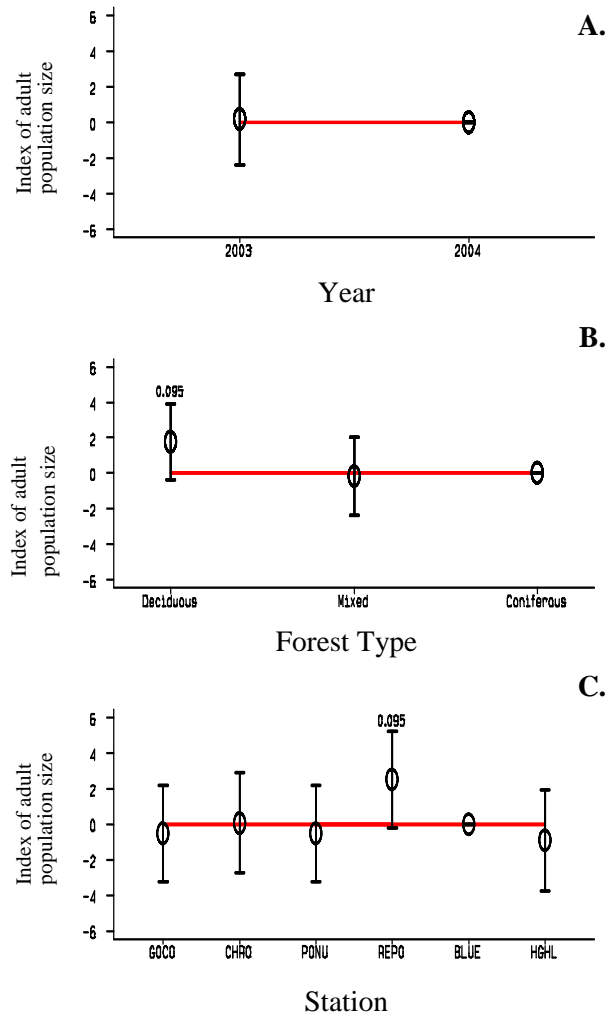 A.
Index of adult
population size
6
4
2
0
-2
-4
-6
2003
2004
Year
B.
Index of adult
population size
6
4
2
0
-2
-4
-6
0.095
Deciduous
Mixed
Coniferous
Forest Type
C.
Index of adult
population size
6
4
2
0
-2
-4
-6
0.095
GOCO
CHRO
PONU
REPO
BLUE
HGHL
Station